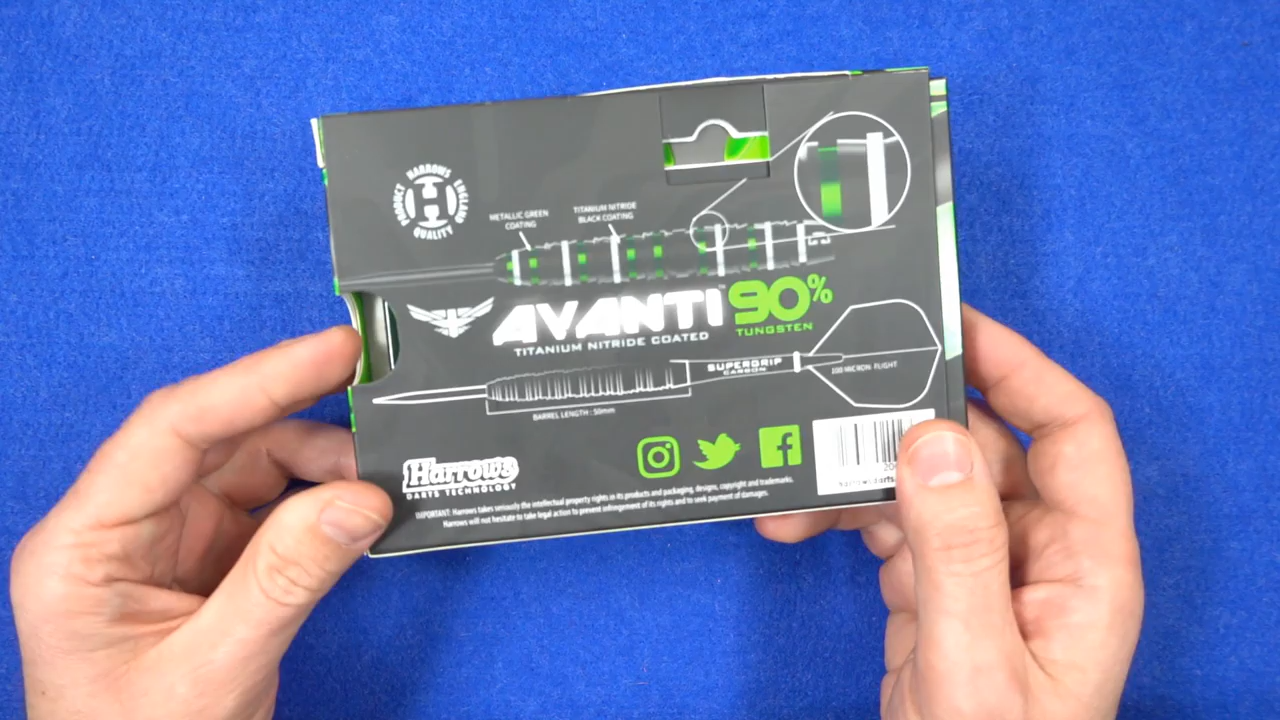 PRODUCT HARROWS ENGLAND QUALITY
H
METALLIC GREEN
COATING
TITANIUM NITRIDE
BLACK COATING
AVANTI™ 90%
TUNGSTEN
TITANIUM NITRIDE COATED
SUPERGRIP
CARBON
100 MICRON FLIGHT
BARREL LENGTH : 50mm
Harrows
DARTS TECHNOLOGY
IMPORTANT: Harrows takes seriously the intellectual property rights in its products and packaging, designs, copyright and trademarks.
Harrows will not hesitate to take legal action to prevent infringement of its rights and to seek payment of damages.